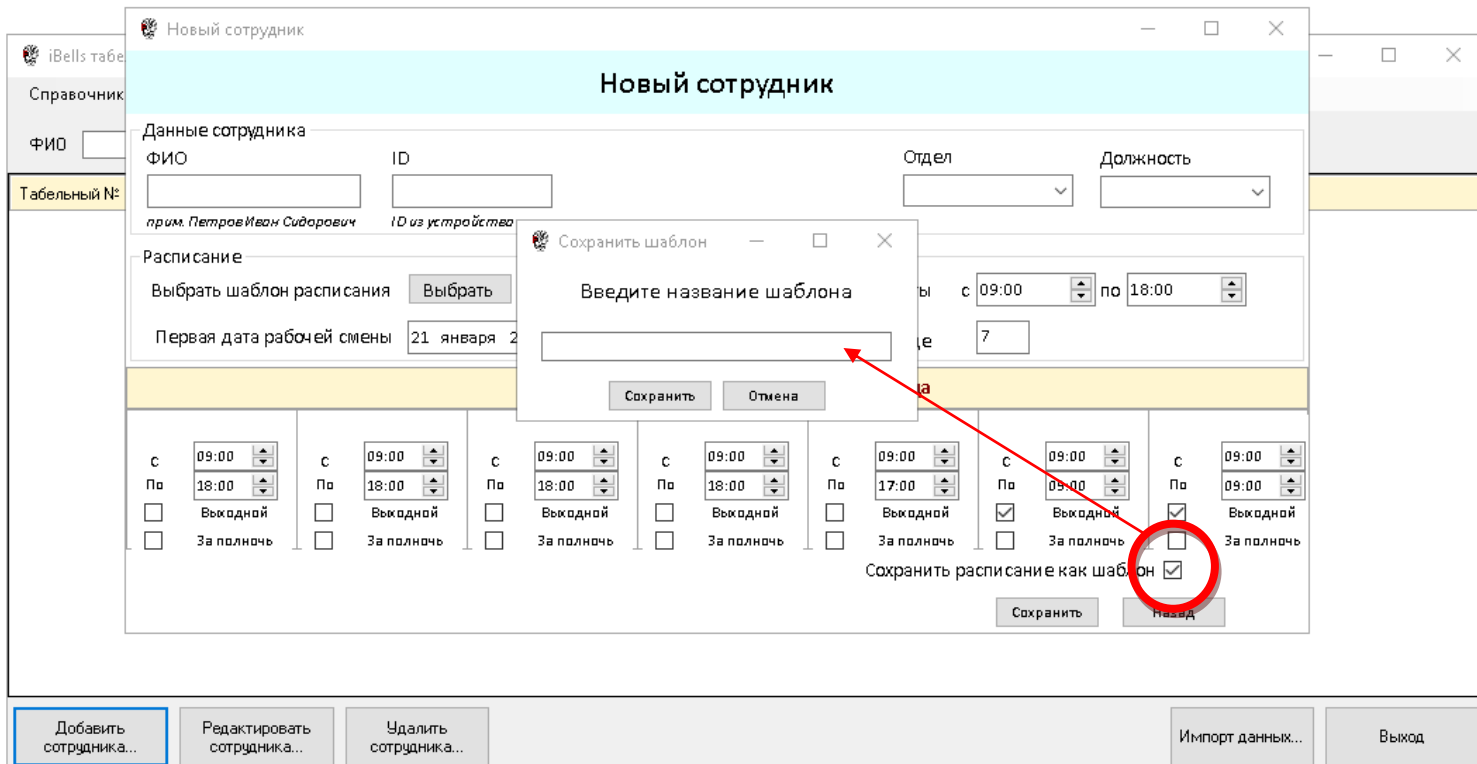 Новый сотрудник
iBells табе
Новый сотрудник
Справочник
Данные сотрудника
ФИО
ФИО
ID
Отдел
Должность
Табельный №
прим. Петров Иван Сидорович
ID из устройства
Сохранить шаблон
Расписание
Выбрать шаблон расписания
Выбрать
Введите название шаблона
ты с 09:00 по 18:00
Первая дата рабочей смены
21 января 2
де
7
Сохранить
Отмена
ца
с 09:00 с 09:00 с 09:00 с 09:00 с 09:00 с 09:00 с 09:00
По 18:00 По 18:00 По 18:00 По 18:00 По 17:00 По 09:00 По 09:00
Выходной Выходной Выходной Выходной Выходной Выходной Выходной
За полночь За полночь За полночь За полночь За полночь За полночь За полночь
Сохранить расписание как шаблон
Сохранить
Назад
Добавить
сотрудника...
Редактировать
сотрудника...
Удалить
сотрудника...
Импорт данных...
Выход